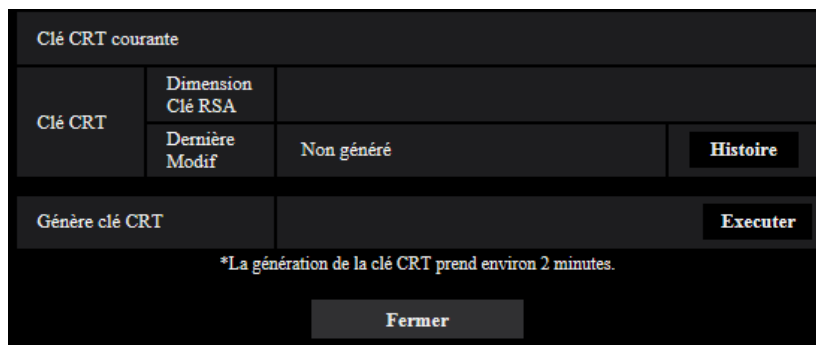 Clé CRT courante
Clé CRT
Dimension
Clé RSA
Dernière
Modif
Non généré
Histoire
Génère clé CRT
Executer
*La génération de la clé CRT prend environ 2 minutes.
Fermer